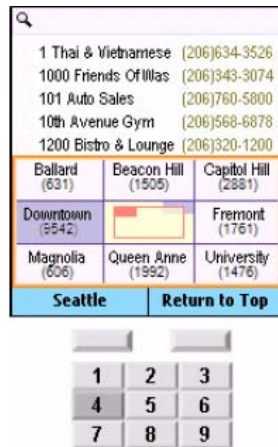 1 Thai & Vietnamese (206)634-3526
1000 Friends Of Was (206)343-3074
101 Auto Sales (206)760-5800
10th Avenue Gym (206)568-6878
1200 Bistro & Lounge (206)320-1200
Ballard Beacon Hill Capitol Hill
(631) (1505) (2881)
Downtown Fremont
(9542) (1761)
Magnolia Queen Anne University
(606) (1992) (1476)
Seattle Return to Top
1 2 3
4 5 6
7 8 9